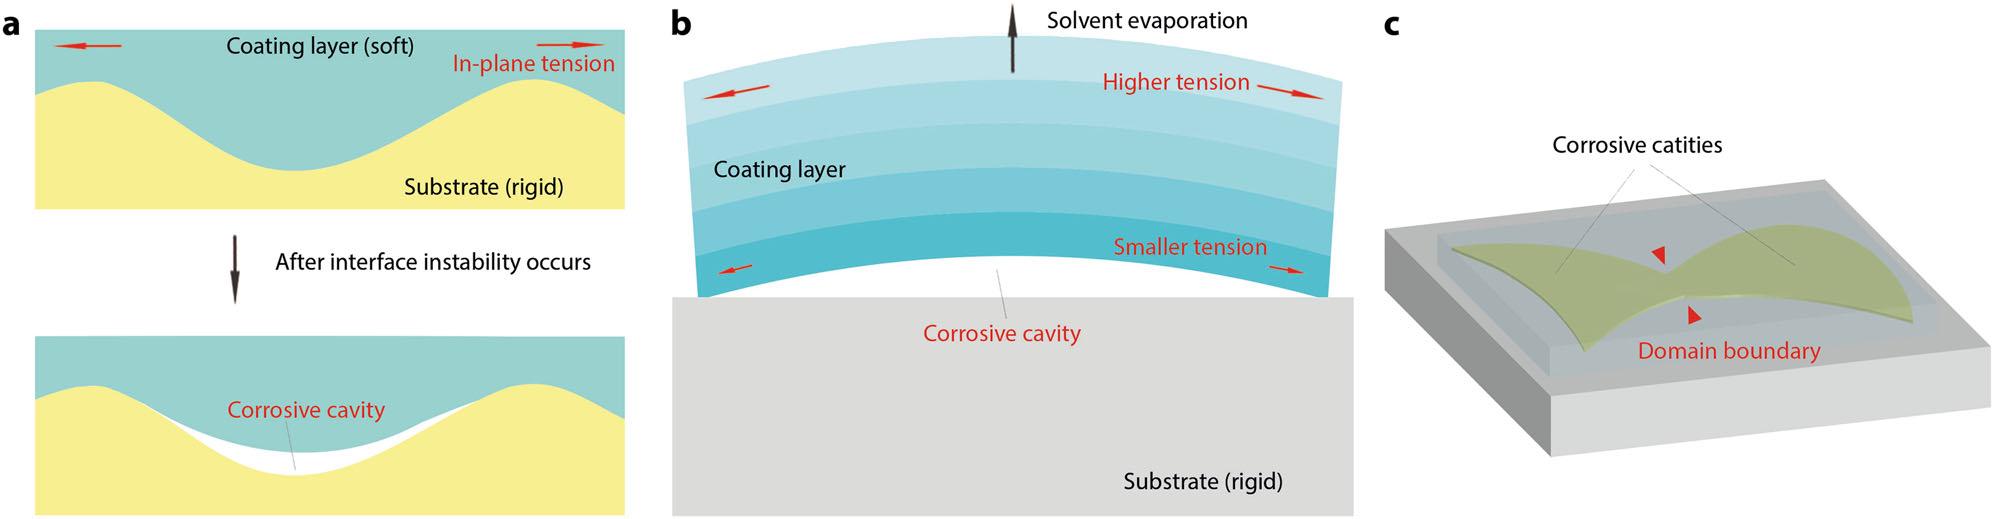 a
Coating layer (soft)
In-plane tension
Substrate (rigid)
After interface instability occurs
Corrosive cavity
b
Solvent evaporation
Higher tension
Coating layer
Smaller tension
Corrosive cavity
Substrate (rigid)
c
Corrosive catities
Domain boundary